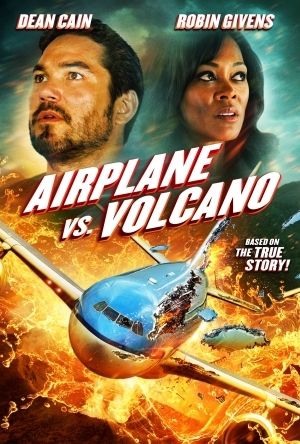 DEAN CAIN
ROBIN GIVENS
AIRPLANE
VS. VOLCANO
BASED ON
THE TRUE
STORY!